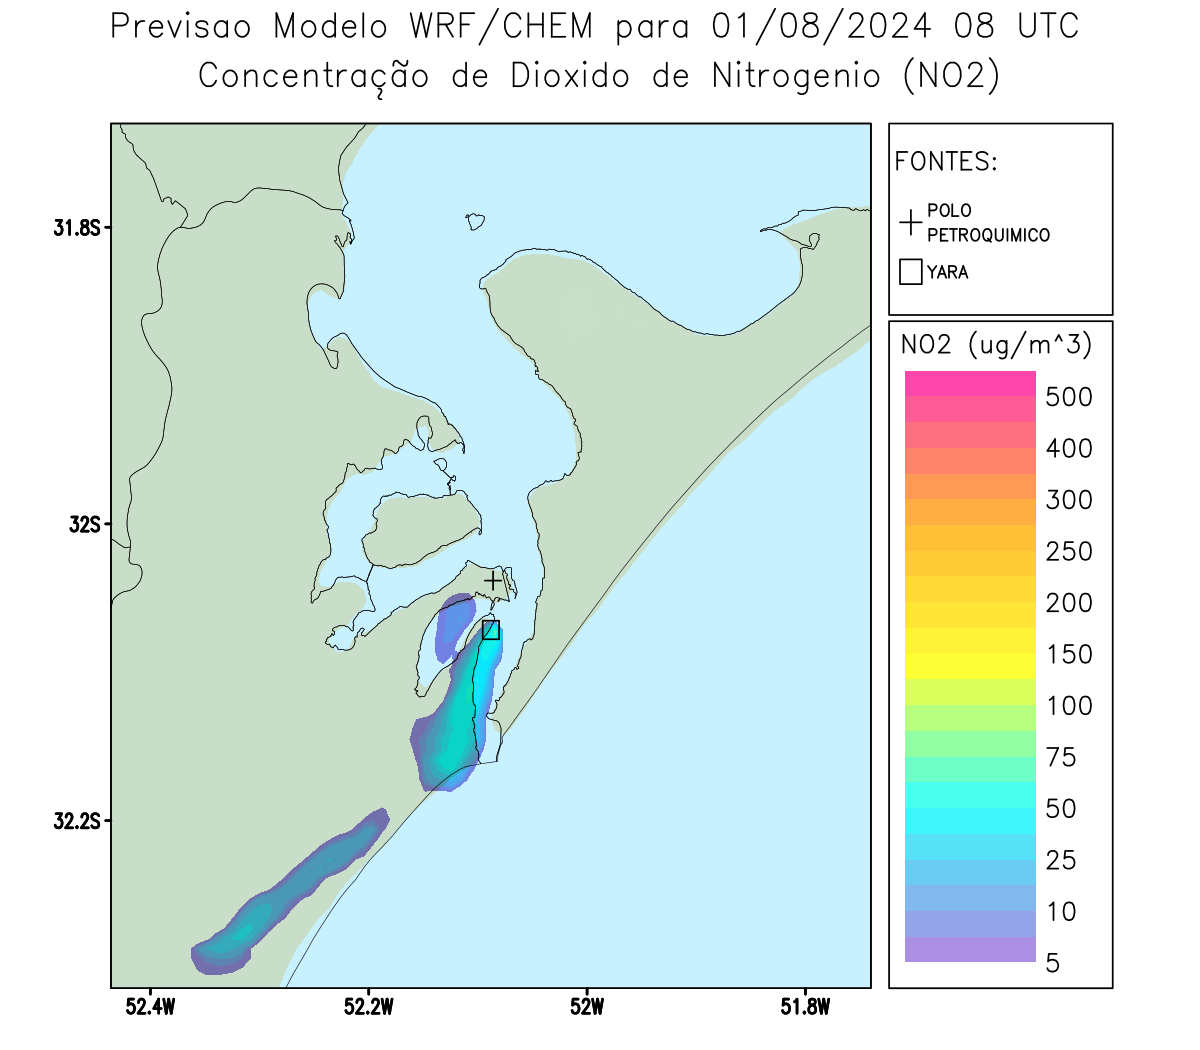 Previsao Modelo WRF/CHEM para 01/08/2024 08 UTC
Concentração de Dioxido de Nitrogenio (NO2)
FONTES:
POLO
PETROQUIMICO
YARA
31.8S
32S
32.2S
52.4W
52.2W
52W
51.8W
NO2 (ug/m^3)
500
400
300
250
200
150
100
75
50
25
10
5